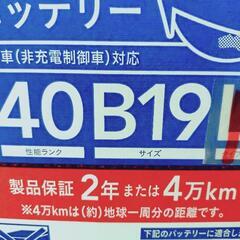 バッテリー
車(非充電制御車)対応
40B19L
性能ランク サイズ
製品保証 2年または4万km
※4万kmは(約)地球一周分の距離です。
下記のバッテリーに適合し